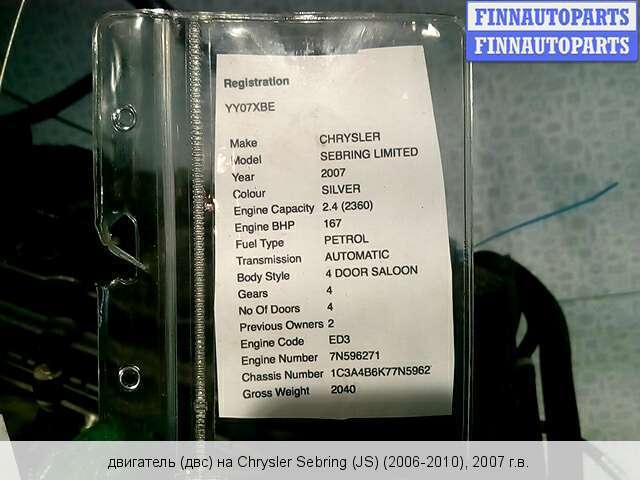 FINNAUTOPARTS
FINNAUTOPARTS
Registration
YY07XBE
Make CHRYSLER
Model SEBRING LIMITED
Year 2007
Colour SILVER
Engine Capacity 2.4 (2360)
Engine BHP 167
Fuel Type PETROL
Transmission AUTOMATIC
Body Style 4 DOOR SALOON
Gears 4
No Of Doors 4
Previous Owners 2
Engine Code ED3
Engine Number 7N596271
Chassis Number 1C3A4B6K77N5962
Gross Weight 2040
двигатель (двс) на Chrysler Sebring (JS) (2006-2010), 2007 г.в.